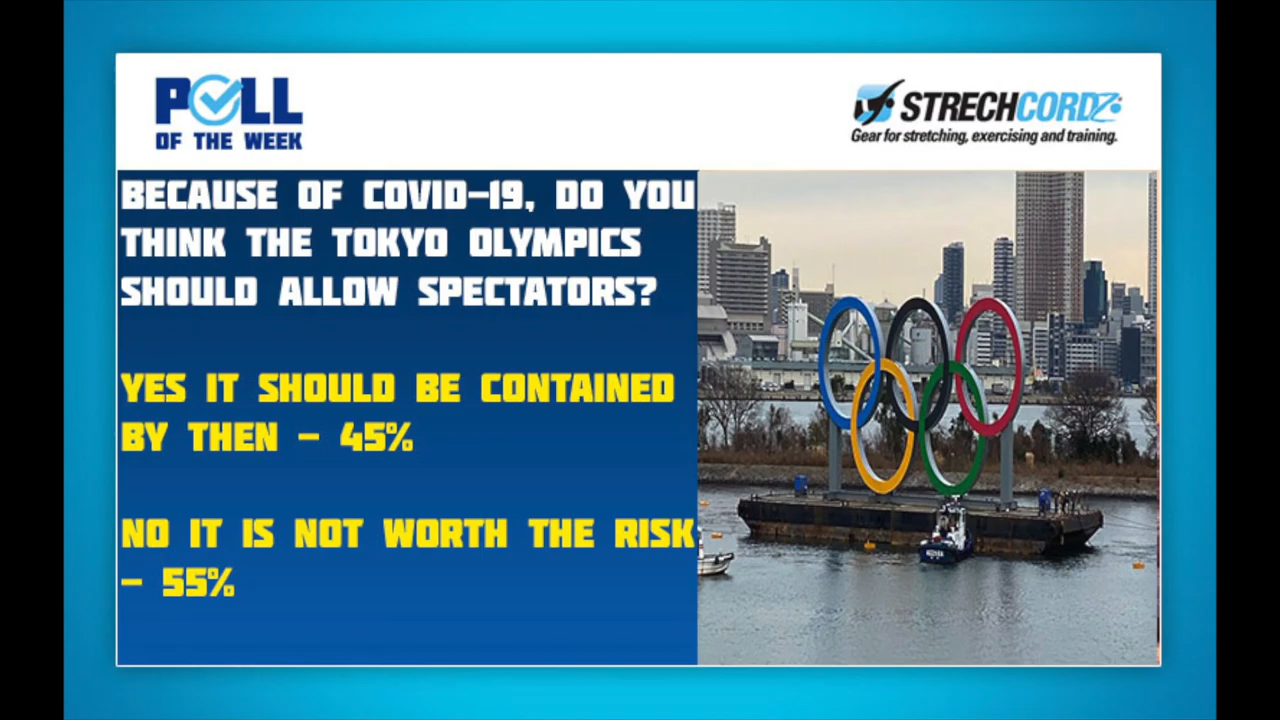 POLL
OF THE WEEK
STRECHCORDZ
Gear for stretching, exercising and training.
BECAUSE OF COVID-19, DO YOU
THINK THE TOKYO OLYMPICS
SHOULD ALLOW SPECTATORS?
YES IT SHOULD BE CONTAINED
BY THEN - 45%
NO IT IS NOT WORTH THE RISK
- 55%